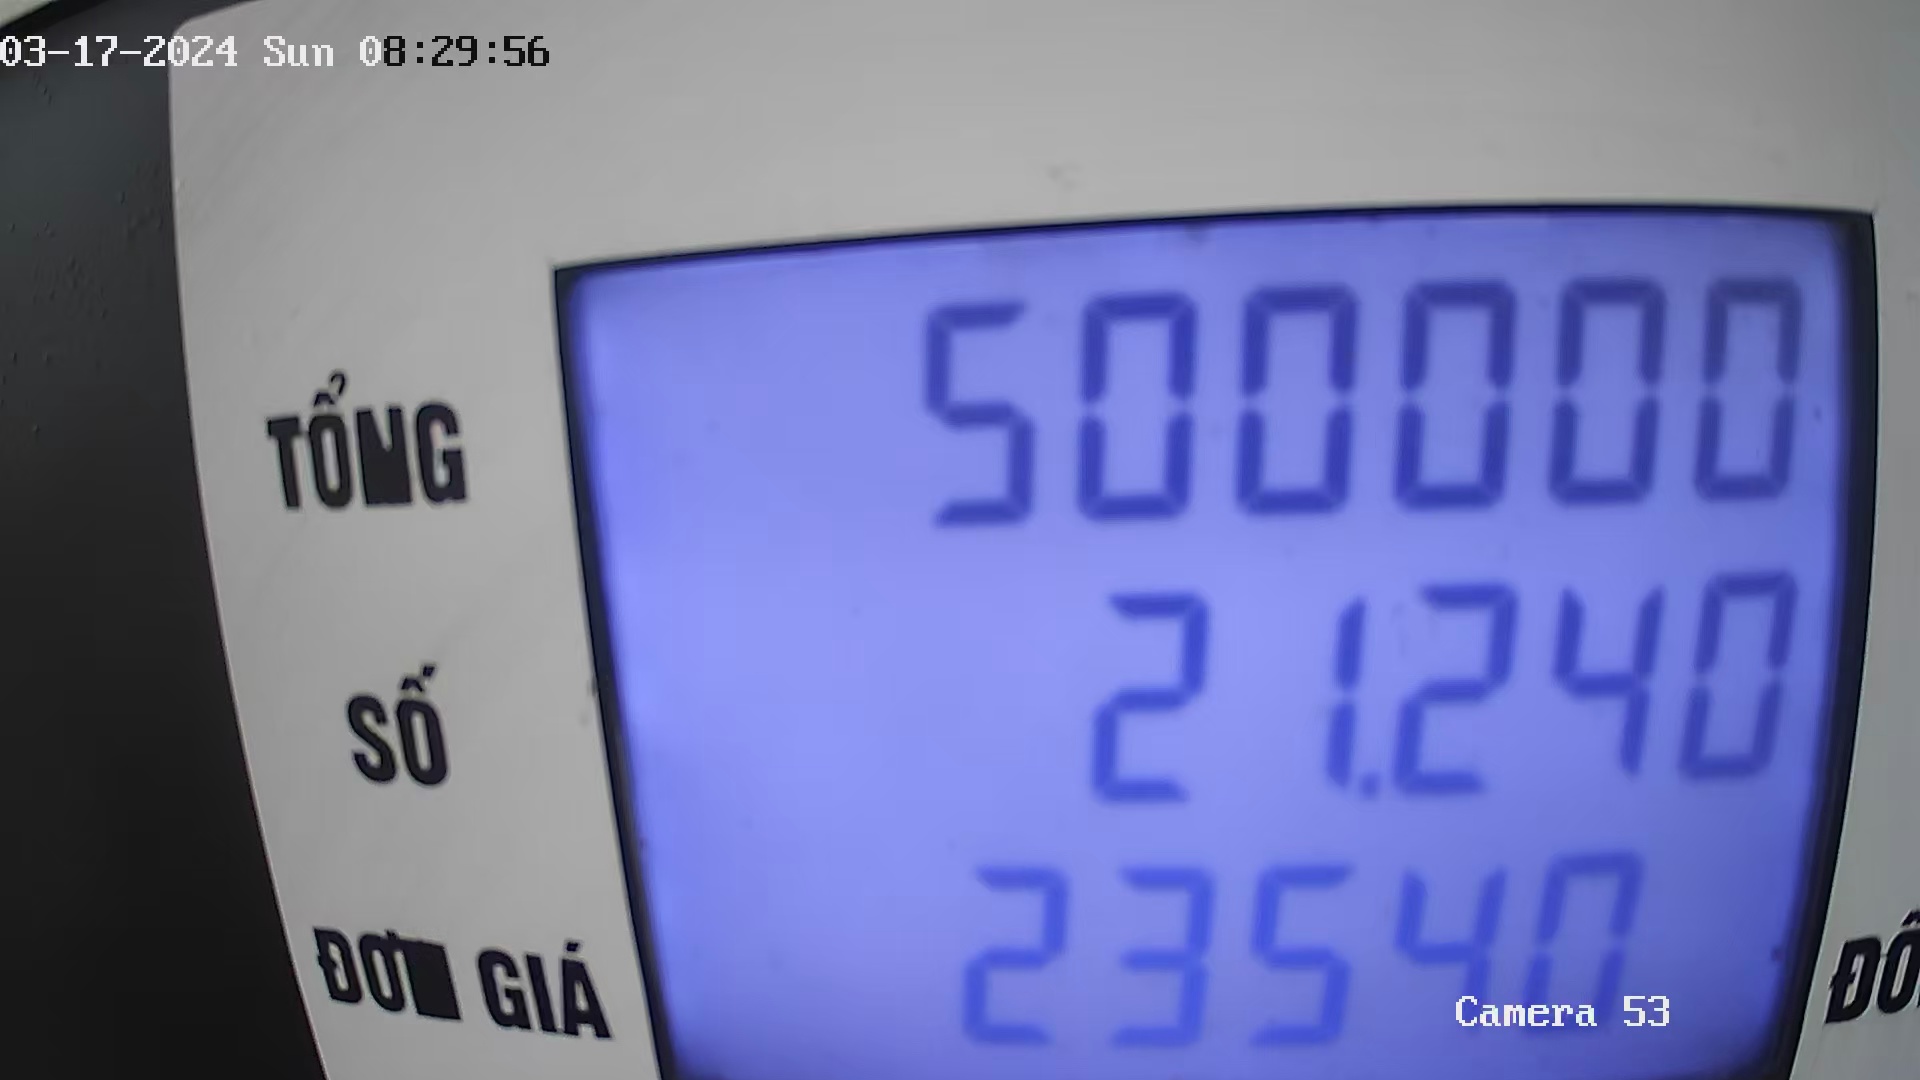 03-17-2024 Sun 08:29:56
TỔNG 500000
SỐ 21.240
ĐƠN GIÁ 23540
Camera 53